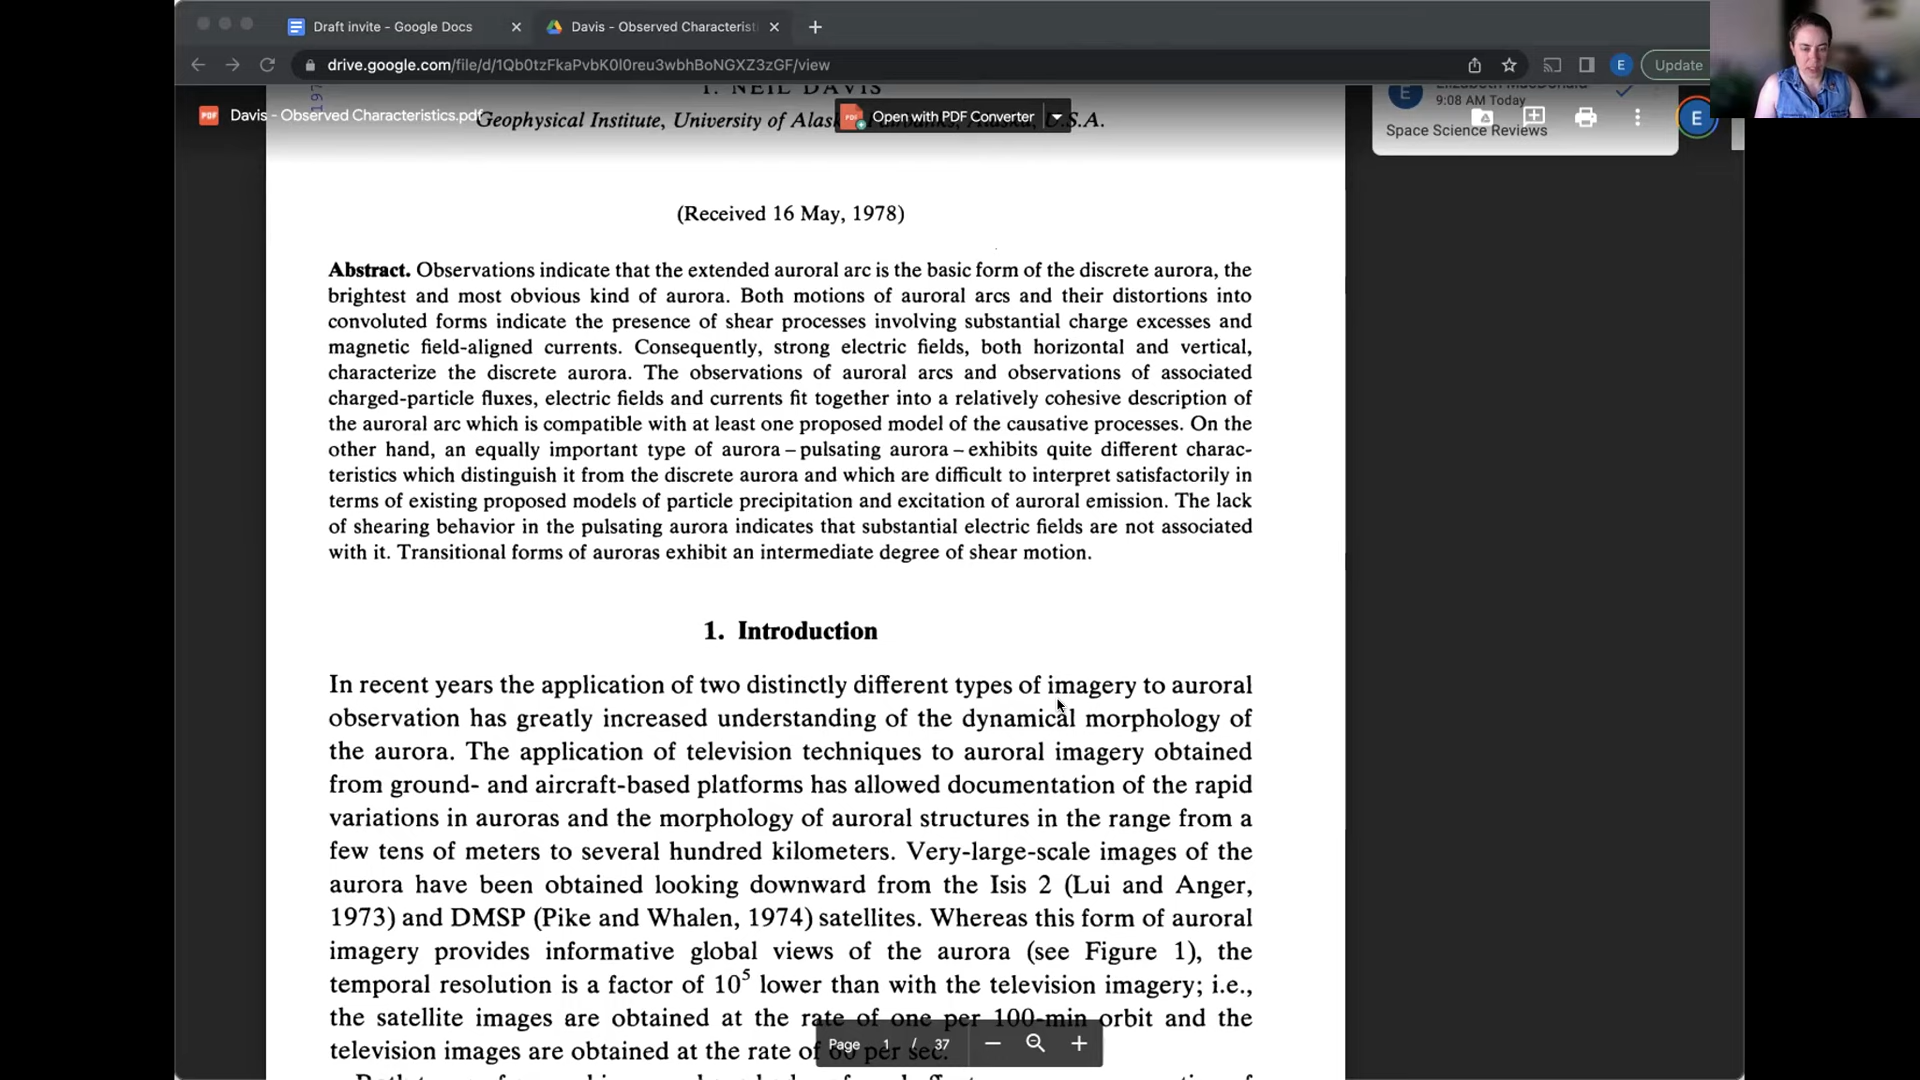 Draft invite - Google Docs
Davis - Observed Characterist
drive.google.com/file/d/1Qb0tzFkaPvbK0I0reu3wbhBoNGXZ3zGF/view
E
Update
T. NEIL DAVIS
Davis - Observed Characteristics.pdf
Geophysical Institute, University of Alas
Open with PDF Converter
S.A.
9:08 AM Today
Space Science Reviews
E
(Received 16 May, 1978)
Abstract. Observations indicate that the extended auroral arc is the basic form of the discrete aurora, the
brightest and most obvious kind of aurora. Both motions of auroral arcs and their distortions into
convoluted forms indicate the presence of shear processes involving substantial charge excesses and
magnetic field-aligned currents. Consequently, strong electric fields, both horizontal and vertical,
characterize the discrete aurora. The observations of auroral arcs and observations of associated
charged-particle fluxes, electric fields and currents fit together into a relatively cohesive description of
the auroral arc which is compatible with at least one proposed model of the causative processes. On the
other hand, an equally important type of aurora – pulsating aurora – exhibits quite different charac-
teristics which distinguish it from the discrete aurora and which are difficult to interpret satisfactorily in
terms of existing proposed models of particle precipitation and excitation of auroral emission. The lack
of shearing behavior in the pulsating aurora indicates that substantial electric fields are not associated
with it. Transitional forms of auroras exhibit an intermediate degree of shear motion.
1. Introduction
In recent years the application of two distinctly different types of imagery to auroral
observation has greatly increased understanding of the dynamical morphology of
the aurora. The application of television techniques to auroral imagery obtained
from ground- and aircraft-based platforms has allowed documentation of the rapid
variations in auroras and the morphology of auroral structures in the range from a
few tens of meters to several hundred kilometers. Very-large-scale images of the
aurora have been obtained looking downward from the Isis 2 (Lui and Anger,
1973) and DMSP (Pike and Whalen, 1974) satellites. Whereas this form of auroral
imagery provides informative global views of the aurora (see Figure 1), the
temporal resolution is a factor of 10⁵ lower than with the television imagery; i.e.,
the satellite images are obtained at the rate of one per 100-min orbit and the
television images are obtained at the rate of 60 per sec.
Page 1 / 37